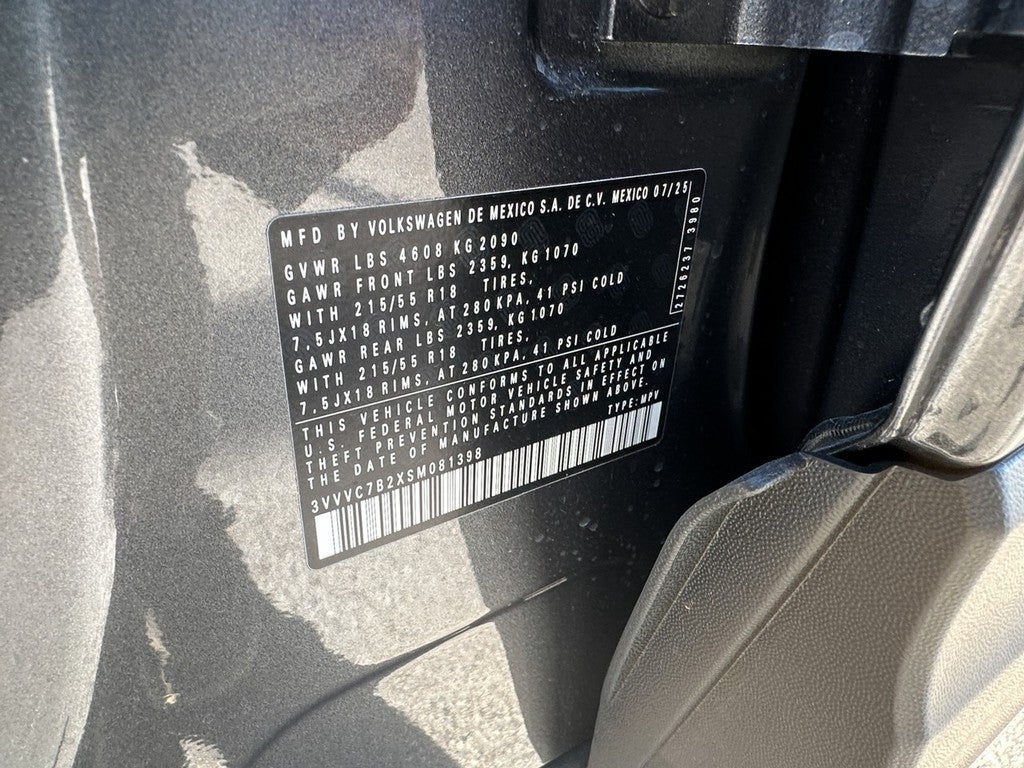 MFD BY VOLKSWAGEN DE MEXICO S.A. DE C.V. MEXICO 07/25
GVWR LBS 4608 KG 2090
GAWR FRONT LBS 2359, KG 1070
WITH 215/55 R18 TIRES,
7,5JX18 RIMS, AT 280 KPA, 41 PSI COLD
GAWR REAR LBS 2359, KG 1070
WITH 215/55 R18 TIRES,
7,5JX18 RIMS, AT 280 KPA, 41 PSI COLD
THIS VEHICLE CONFORMS TO ALL APPLICABLE
U.S. FEDERAL MOTOR VEHICLE SAFETY AND
THEFT PREVENTION STANDARDS IN EFFECT ON
THE DATE OF MANUFACTURE SHOWN ABOVE.
3VVVC7B2XSM081398 TYPE: MPV
2726237 3980